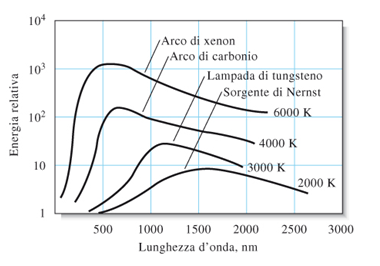 10⁴
Arco di xenon
Arco di carbonio
10³
Lampada di tungsteno
Sorgente di Nernst
Energia relativa
6000 K
10²
4000 K
10
3000 K
2000 K
1
500 1000 1500 2000 2500 3000
Lunghezza d'onda, nm